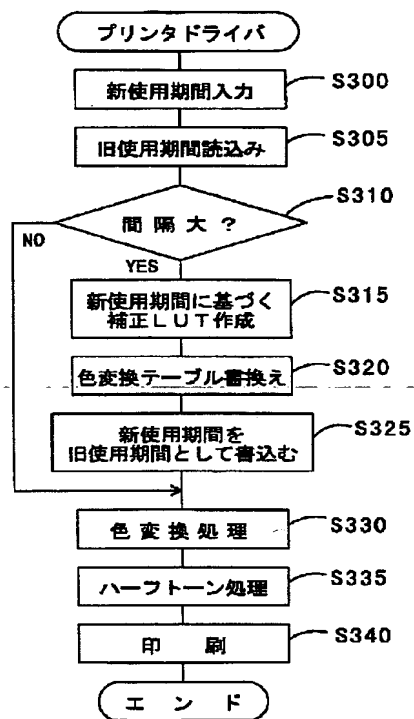 プリンタドライバ
新使用期間入力
S300
旧使用期間読込み
S305
間隔大？
S310
NO
YES
新使用期間に基づく
補正LUT作成
S315
色変換テーブル書換え
S320
新使用期間を
旧使用期間として書込む
S325
色変換処理
S330
ハーフトーン処理
S335
印刷
S340
エンド